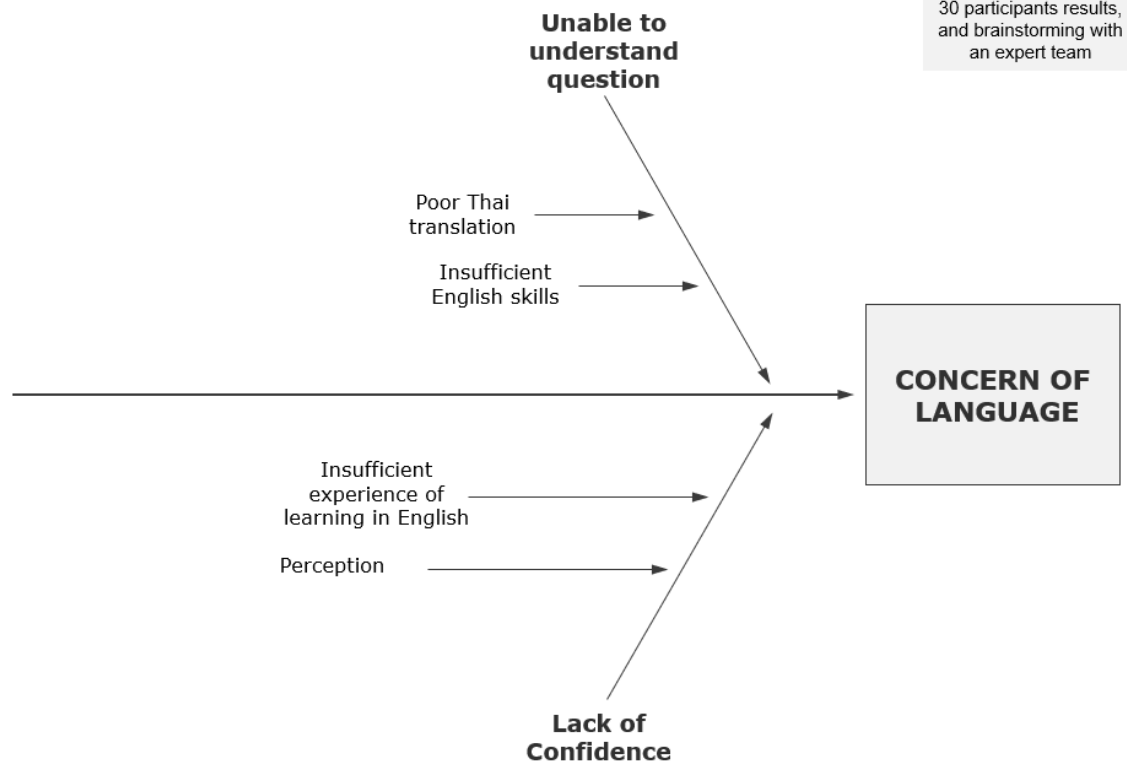 30 participants results,
and brainstorming with
an expert team
Unable to
understand
question
Poor Thai
translation
Insufficient
English skills
CONCERN OF
LANGUAGE
Insufficient
experience of
learning in English
Perception
Lack of
Confidence